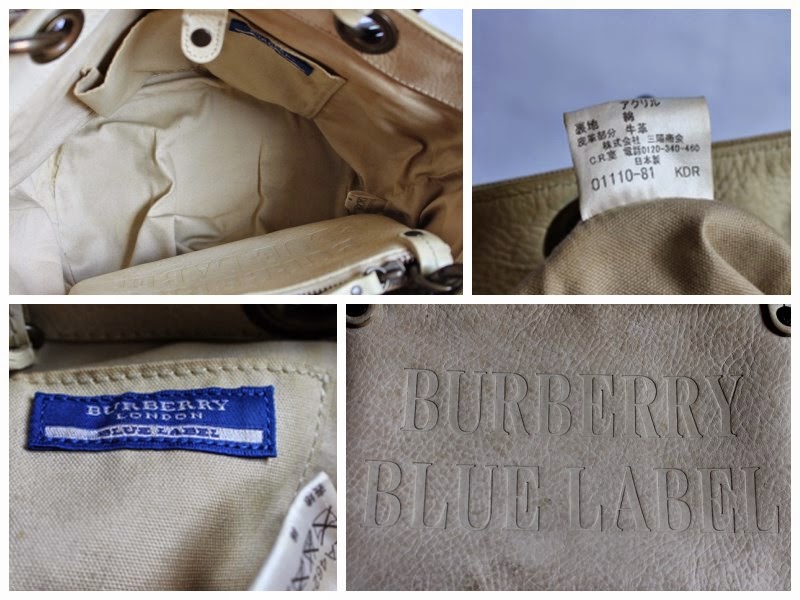 アクリル
裏地 綿
皮革部分 牛革
株式会社 三陽商会
C.R室 電話0120-340-460
日本製
01110-81 KDR
BURBERRY
LONDON
BLUE LABEL
BURBERRY
BLUE LABEL